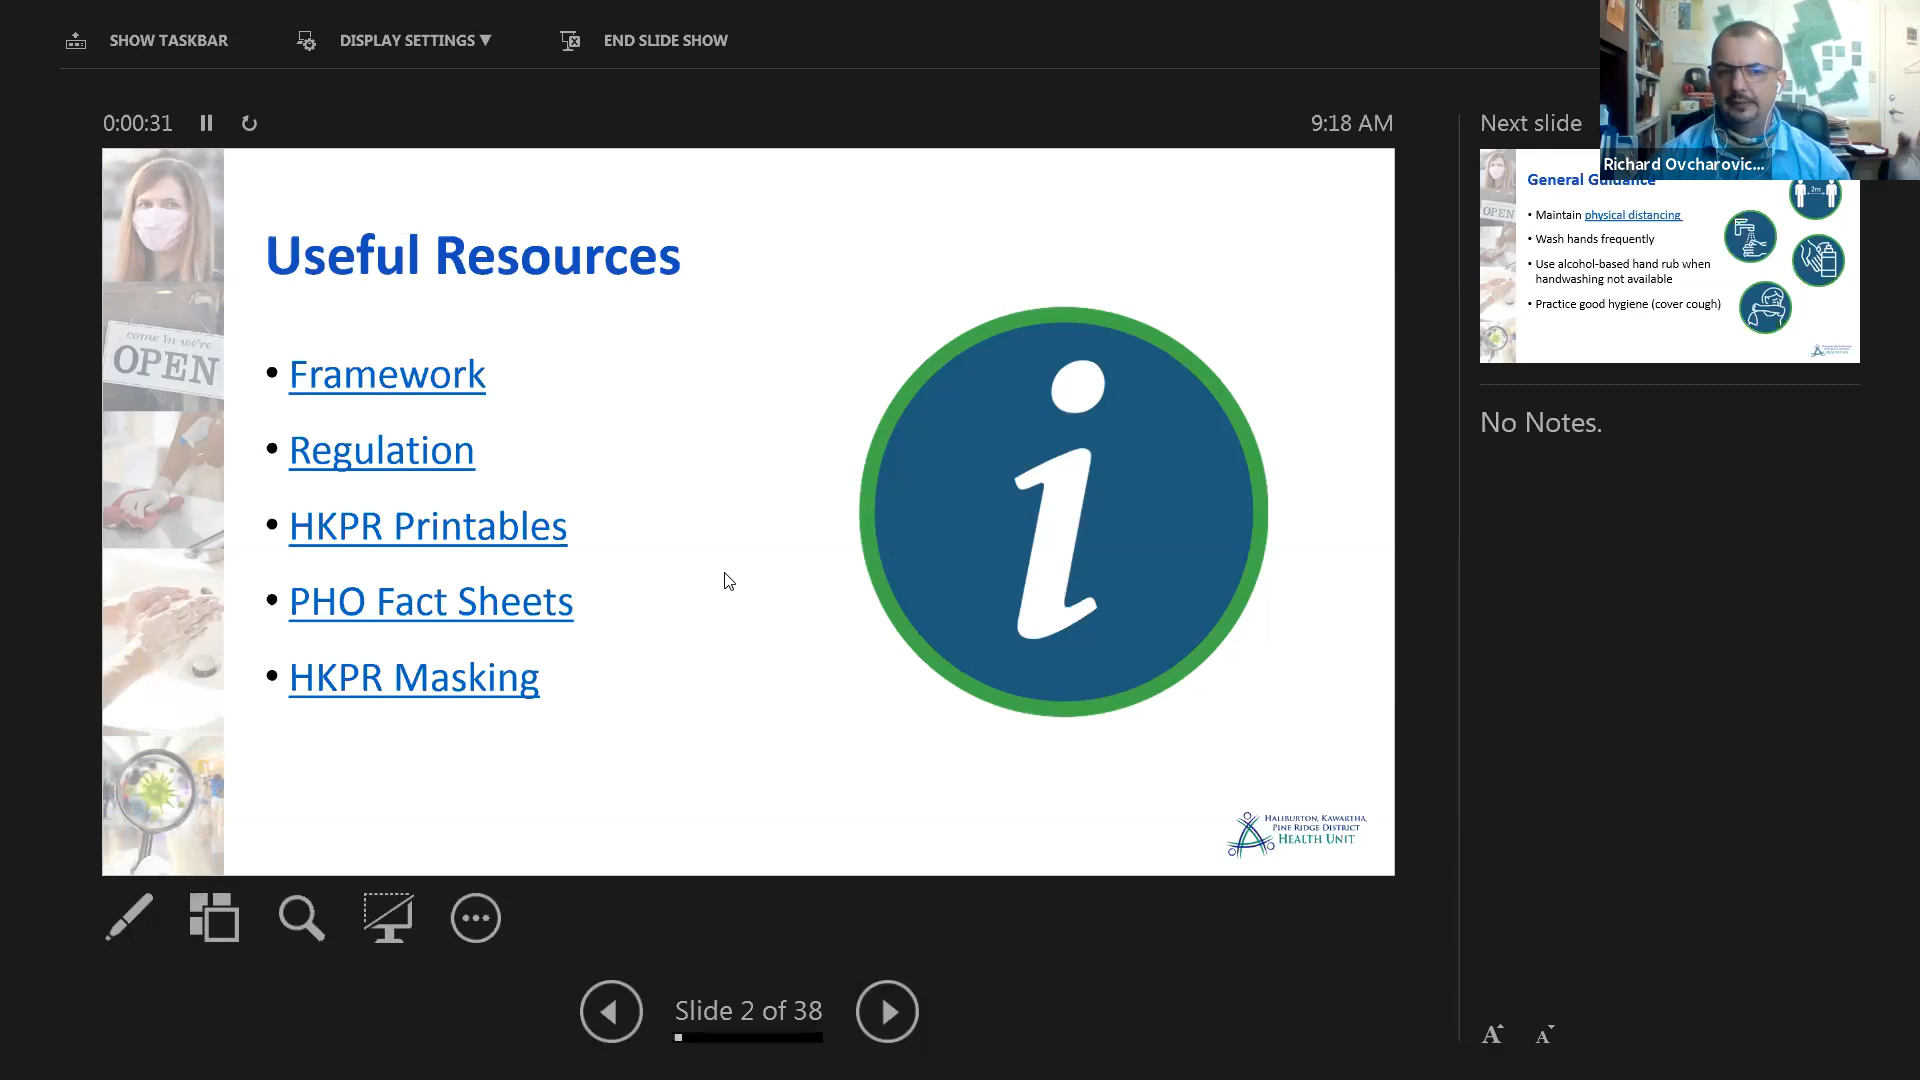 SHOW TASKBAR
DISPLAY SETTINGS ▼
END SLIDE SHOW
0:00:31
9:18 AM
Next slide
Richard Ovcharovic...
come in we're
OPEN
Useful Resources
• Framework
• Regulation
• HKPR Printables
• PHO Fact Sheets
• HKPR Masking
HALIBURTON, KAWARTHA,
PINE RIDGE DISTRICT
HEALTH UNIT
General Guidance
2m
OPEN
• Maintain physical distancing
• Wash hands frequently
• Use alcohol-based hand rub when
handwashing not available
• Practice good hygiene (cover cough)
No Notes.
Slide 2 of 38
A A